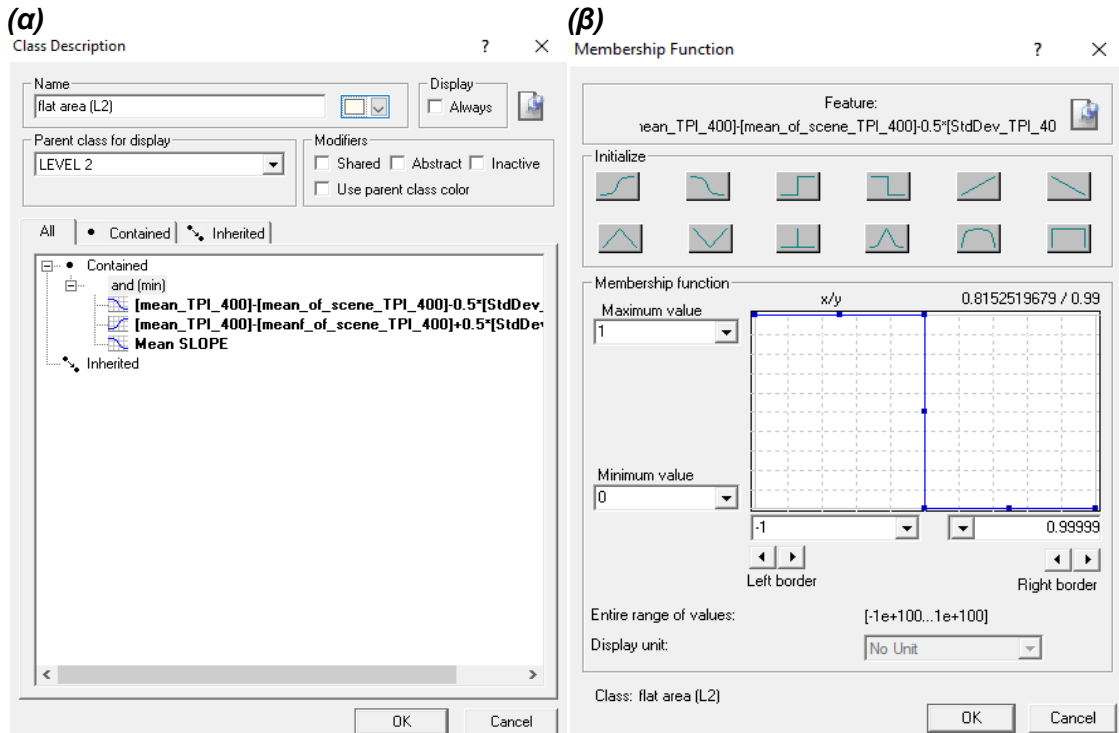 (α)
Class Description
?
Name
flat area (L2)
Display
Always
Parent class for display
LEVEL 2
Modifiers
Shared Abstract Inactive
Use parent class color
All Contained Inherited
Contained
and (min)
[mean_TPI_400]-[mean_of_scene_TPI_400]-0.5*[StdDev_
[mean_TPI_400]-[meanf_of_scene_TPI_400]+0.5*[StdDev
Mean SLOPE
Inherited
OK Cancel
(β)
Membership Function
?
Feature:
mean_TPI_400]-[mean_of_scene_TPI_400]-0.5*[StdDev_TPI_40
Initialize
Membership function
Maximum value
1
x/y
0.8152519679 / 0.99
Minimum value
0
-1
0.99999
Left border
Right border
Entire range of values:
[-1e+100...1e+100]
Display unit:
No Unit
Class: flat area (L2)
OK Cancel